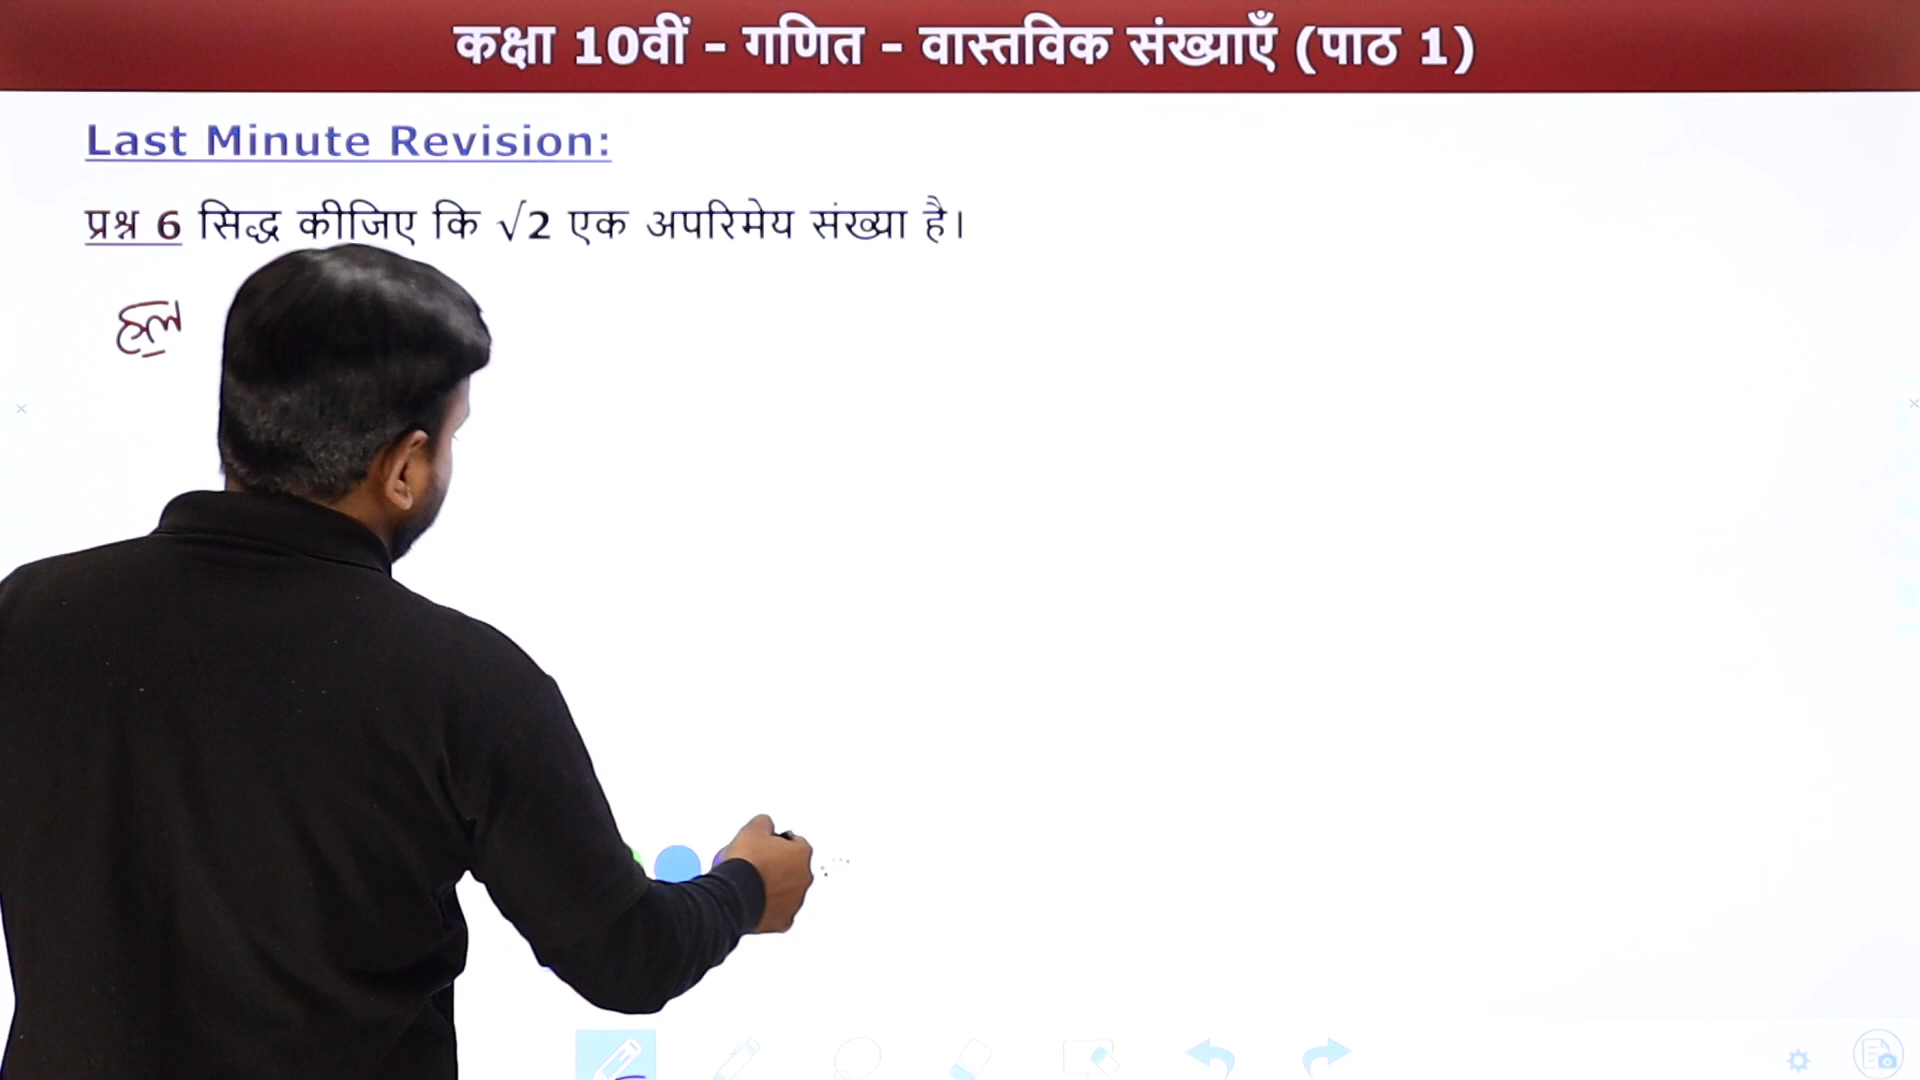 कक्षा 10वीं - गणित - वास्तविक संख्याएँ (पाठ 1)
Last Minute Revision:
प्रश्न 6 सिद्ध कीजिए कि √2 एक अपरिमेय संख्या है।
हल